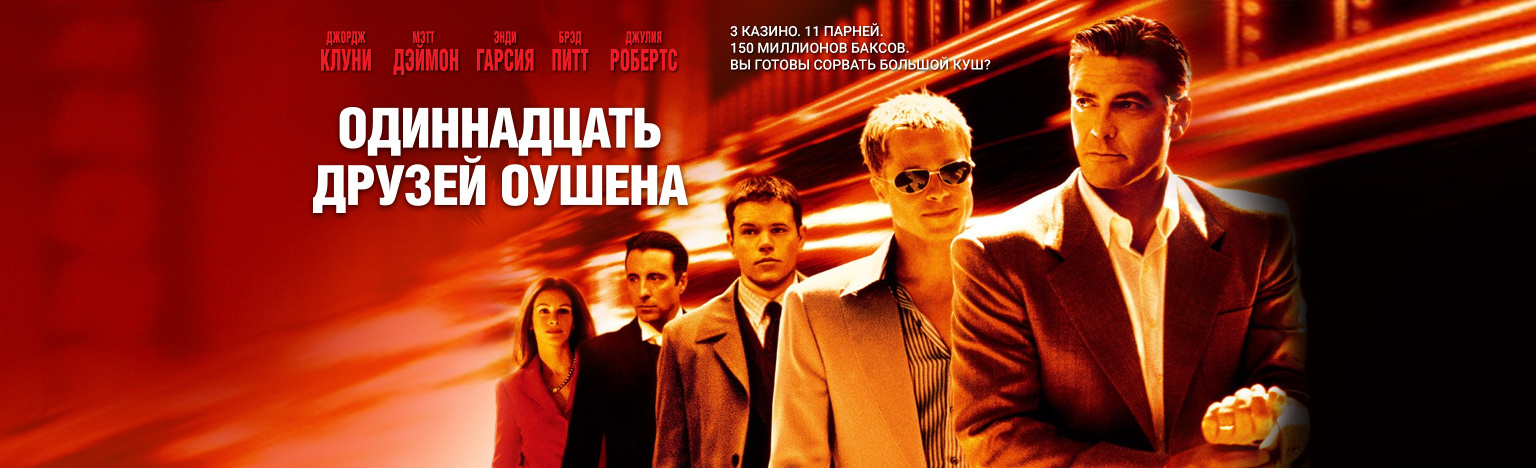 ДЖОРДЖ МЭТТ ЭНДИ БРЭД ДЖУЛИЯ
КЛУНИ ДЭЙМОН ГАРСИЯ ПИТТ РОБЕРТС
ОДИННАДЦАТЬ
ДРУЗЕЙ ОУШЕНА
3 КАЗИНО. 11 ПАРНЕЙ.
150 МИЛЛИОНОВ БАКСОВ.
ВЫ ГОТОВЫ СОРВАТЬ БОЛЬШОЙ КУШ?